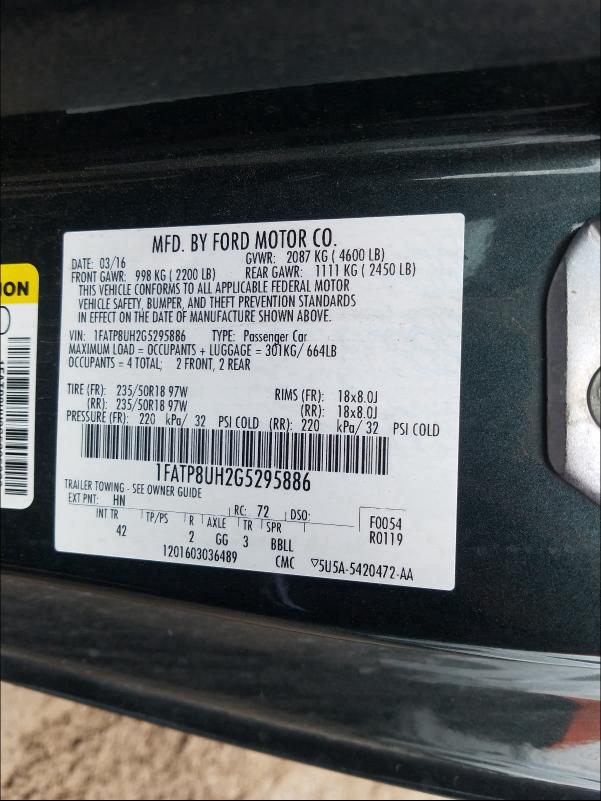 MFD. BY FORD MOTOR CO.
DATE: 03/16 GVWR: 2087 KG ( 4600 LB)
FRONT GAWR: 998 KG ( 2200 LB) REAR GAWR: 1111 KG ( 2450 LB)
THIS VEHICLE CONFORMS TO ALL APPLICABLE FEDERAL MOTOR
VEHICLE SAFETY, BUMPER, AND THEFT PREVENTION STANDARDS
IN EFFECT ON THE DATE OF MANUFACTURE SHOWN ABOVE.
VIN: 1FATP8UH2G5295886 TYPE: Passenger Car
MAXIMUM LOAD = OCCUPANTS + LUGGAGE = 301KG/ 664LB
OCCUPANTS = 4 TOTAL; 2 FRONT, 2 REAR
TIRE (FR): 235/50R18 97W RIMS (FR): 18x8.0J
(RR): 235/50R18 97W (RR): 18x8.0J
PRESSURE (FR): 220 kPa/ 32 PSI COLD (RR): 220 kPa/ 32 PSI COLD
1FATP8UH2G5295886
TRAILER TOWING - SEE OWNER GUIDE
EXT PNT: HN RC: 72 DSO:
INT TR TP/PS R AXLE TR SPR
42 2 GG 3 BBLL
F0054
R0119
1201603036489 CMC ▽5U5A-5420472-AA
ION